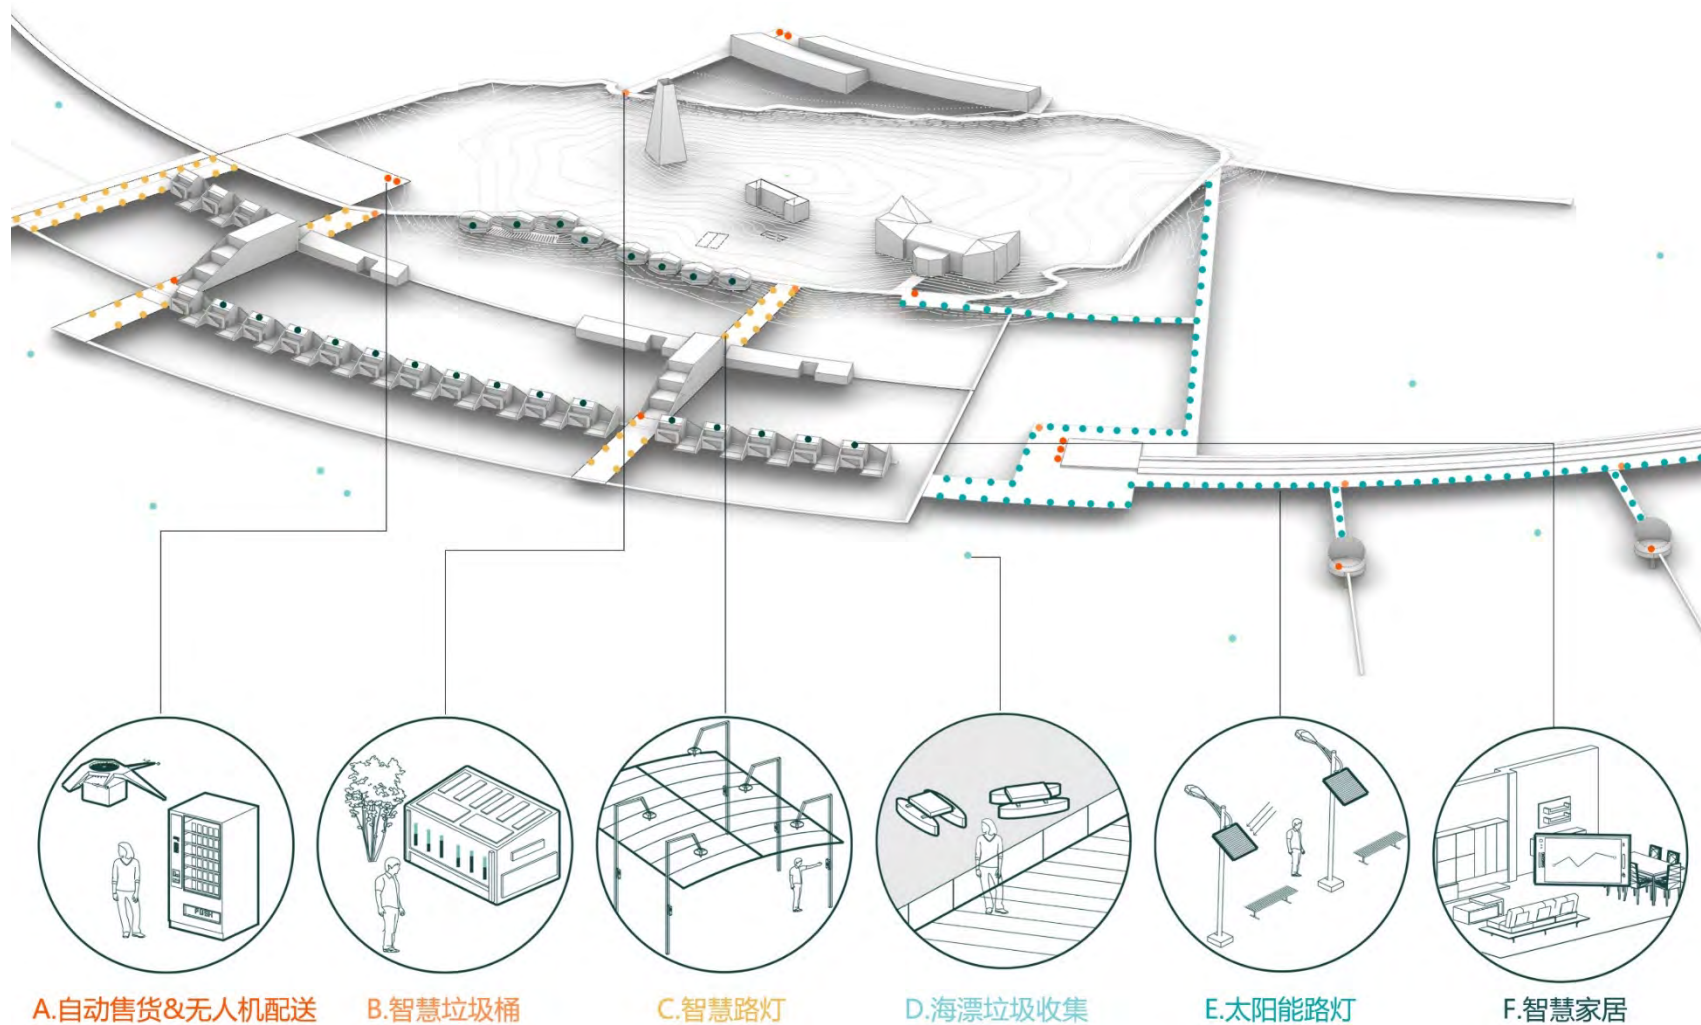 PUSH
A.自动售货&无人机配送
B.智慧垃圾桶
C.智慧路灯
D.海漂垃圾收集
E.太阳能路灯
F.智慧家居